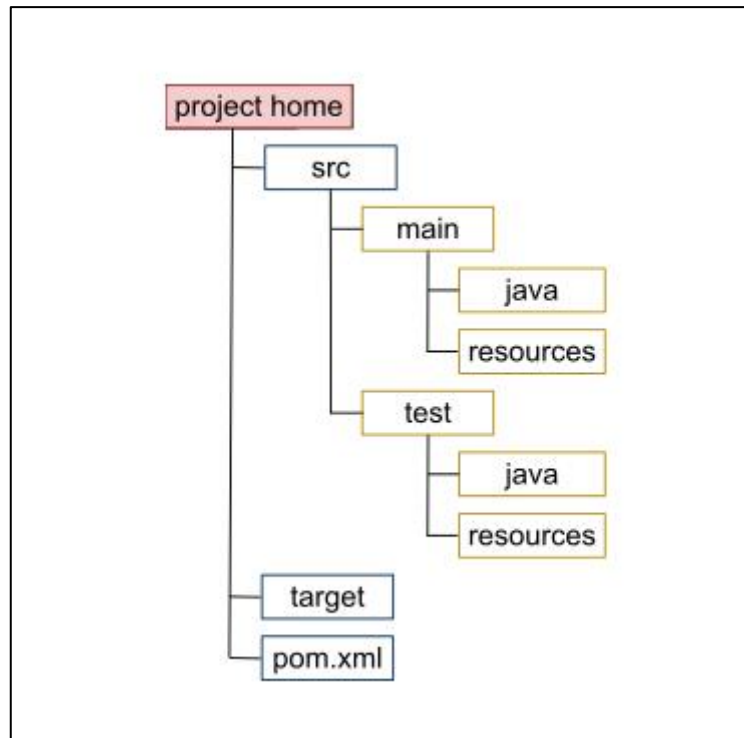 project home
src
main
java
resources
test
java
resources
target
pom.xml